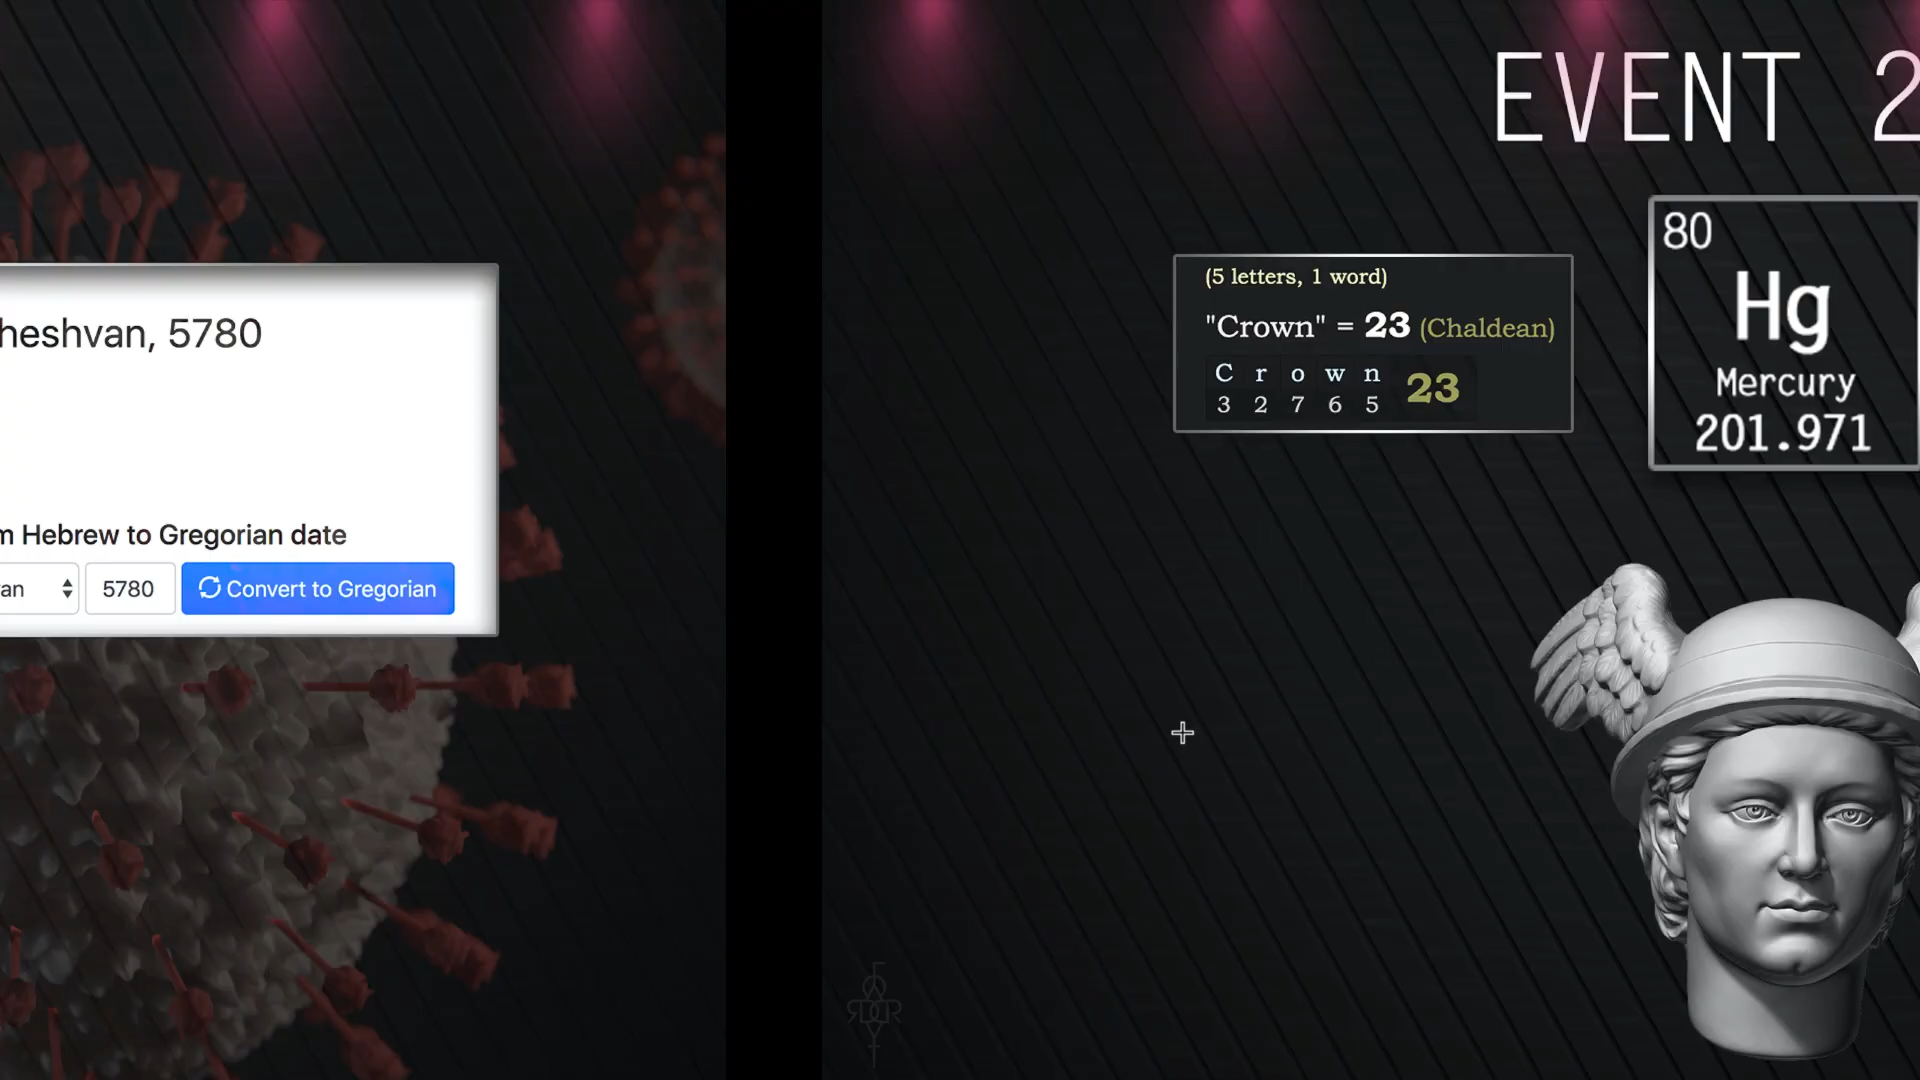 heshvan, 5780
m Hebrew to Gregorian date
an 5780 Convert to Gregorian
EVENT 2
(5 letters, 1 word)
"Crown" = 23 (Chaldean)
C r o w n
3 2 7 6 5 23
80
Hg
Mercury
201.971